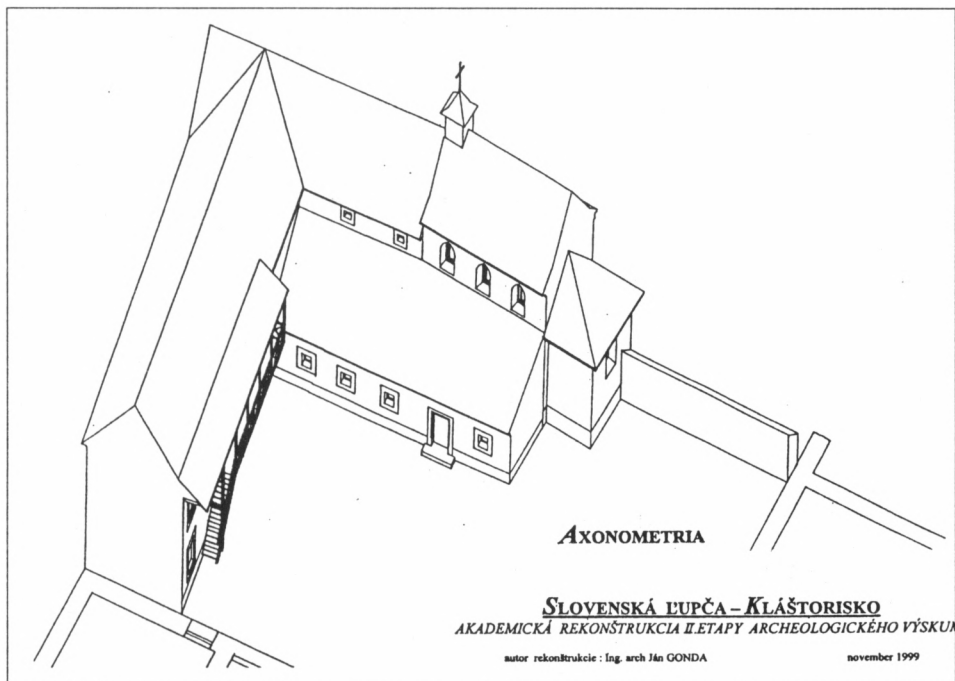 AXONOMETRIA
SLOVENSKÁ ĽUPČA – KLÁŠTORISKO
AKADEMICKÁ REKONŠTRUKCIA II.ETAPY ARCHEOLOGICKÉHO VÝSKUM
autor rekonštrukcie : Ing. arch Ján GONDA november 1999